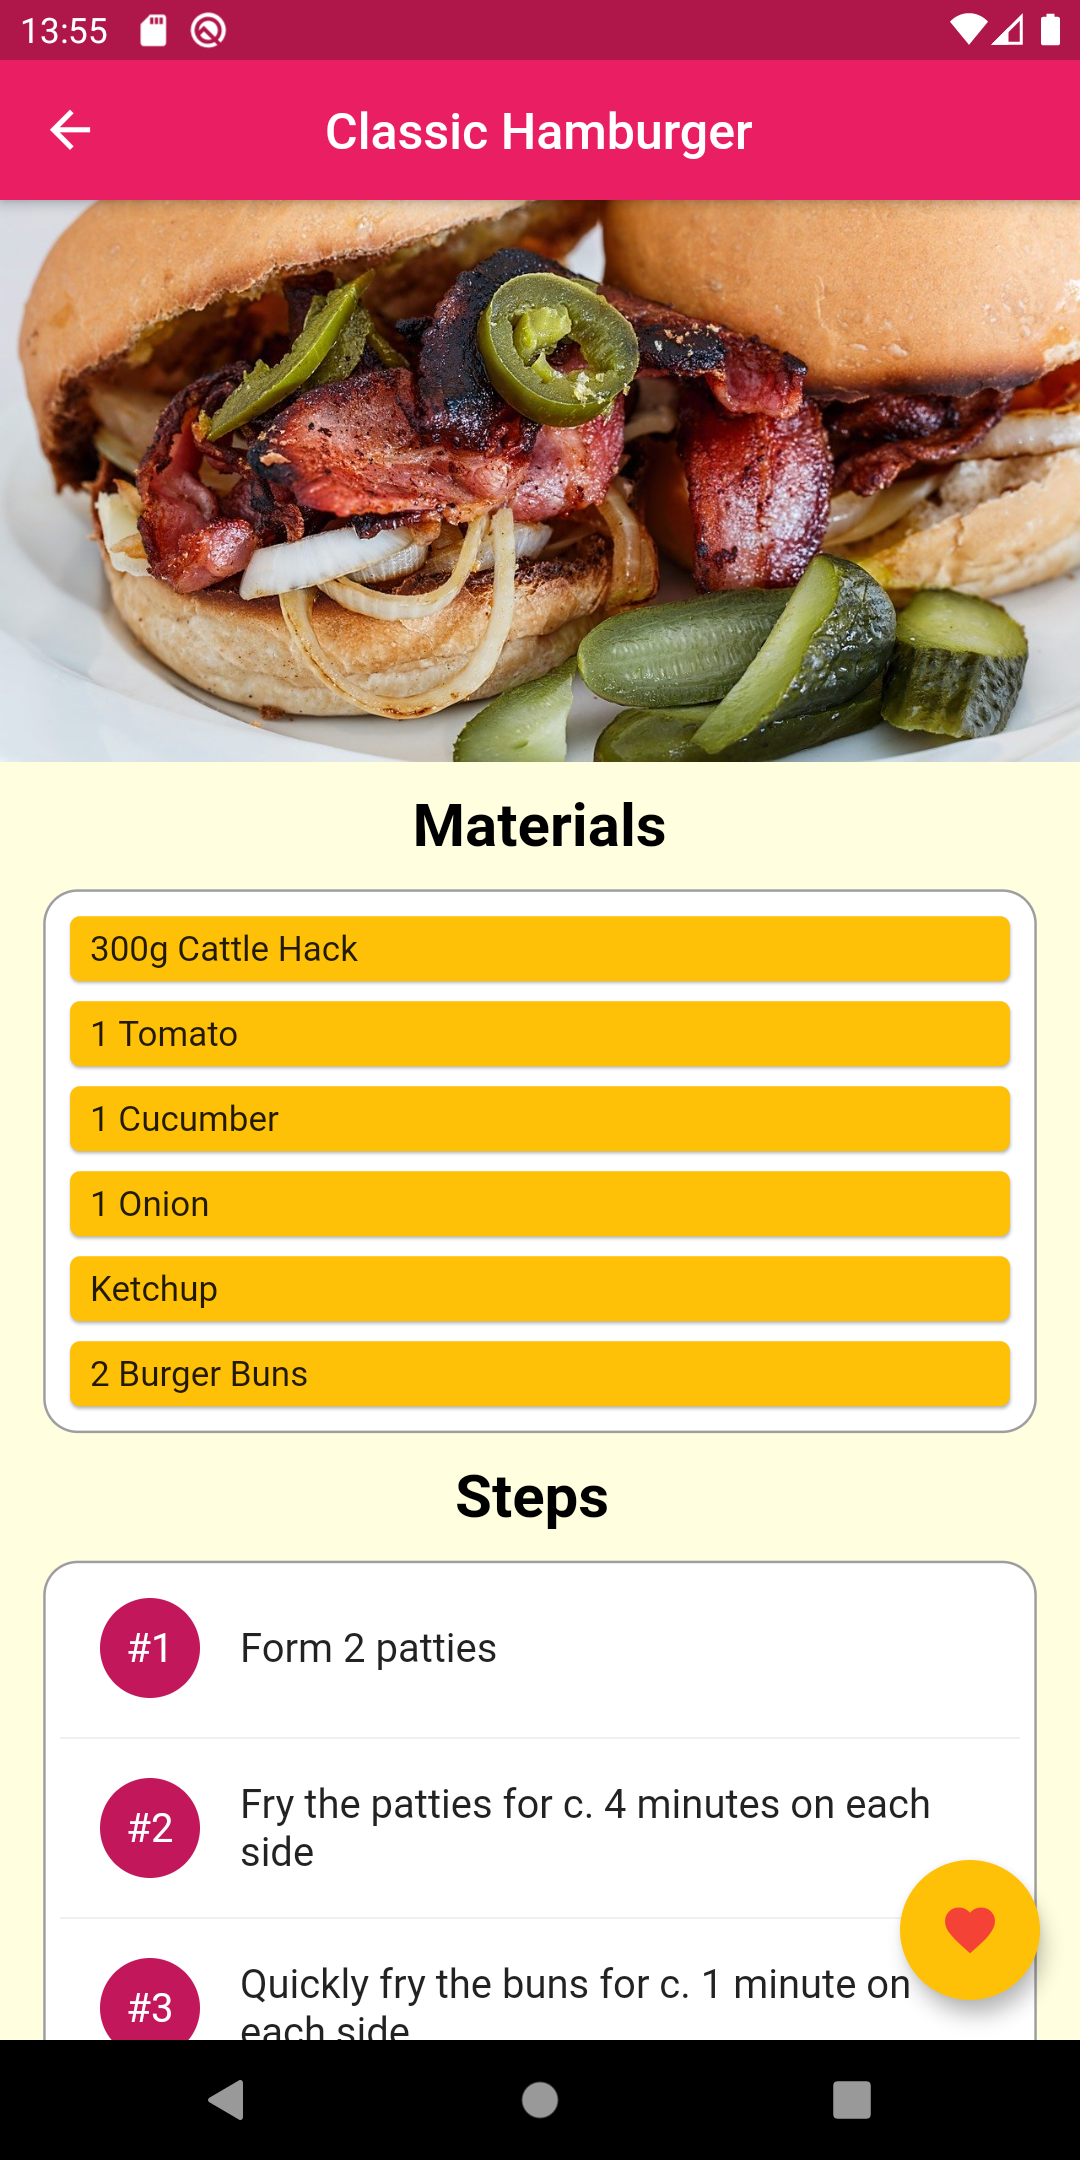 13:55
Classic Hamburger
Materials
300g Cattle Hack
1 Tomato
1 Cucumber
1 Onion
Ketchup
2 Burger Buns
Steps
#1 Form 2 patties
#2 Fry the patties for c. 4 minutes on each
side
#3 Quickly fry the buns for c. 1 minute on
each side